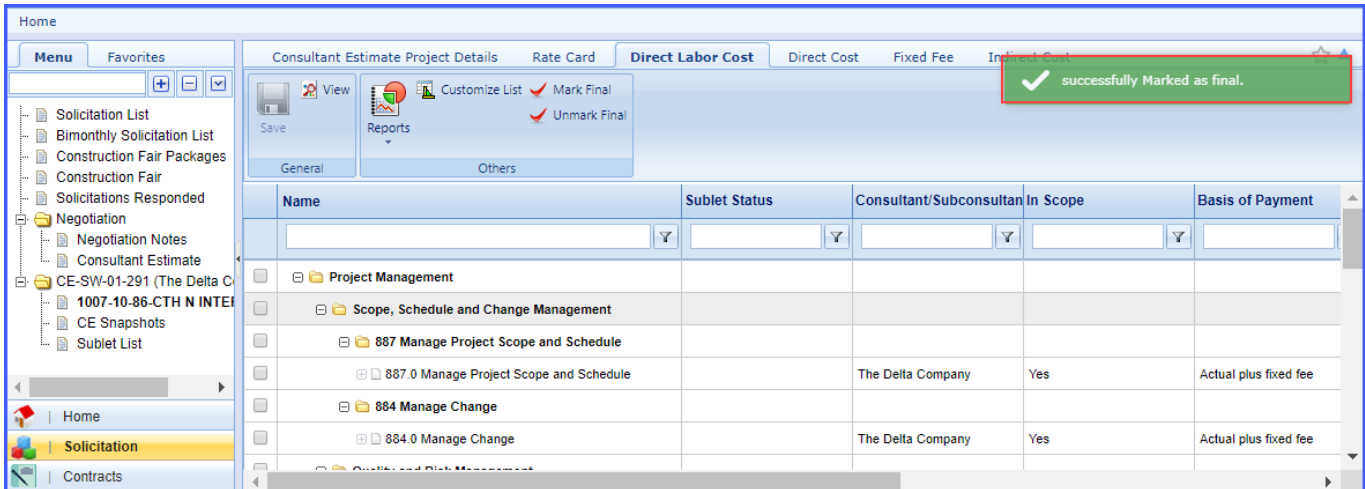 Home
Menu Favorites
Solicitation List
Bimonthly Solicitation List
Construction Fair Packages
Construction Fair
Solicitations Responded
Negotiation
Negotiation Notes
Consultant Estimate
CE-SW-01-291 (The Delta C
1007-10-86-CTH N INTE
CE Snapshots
Sublet List
Home
Solicitation
Contracts
Consultant Estimate Project Details Rate Card Direct Labor Cost Direct Cost Fixed Fee Indirect Cost
successfully Marked as final.
View Customize List Mark Final
Save Reports Unmark Final
General Others
Name Sublet Status Consultant/Subconsultan In Scope Basis of Payment
Project Management
Scope, Schedule and Change Management
887 Manage Project Scope and Schedule
887.0 Manage Project Scope and Schedule The Delta Company Yes Actual plus fixed fee
884 Manage Change
884.0 Manage Change The Delta Company Yes Actual plus fixed fee
Quality and Risk Management